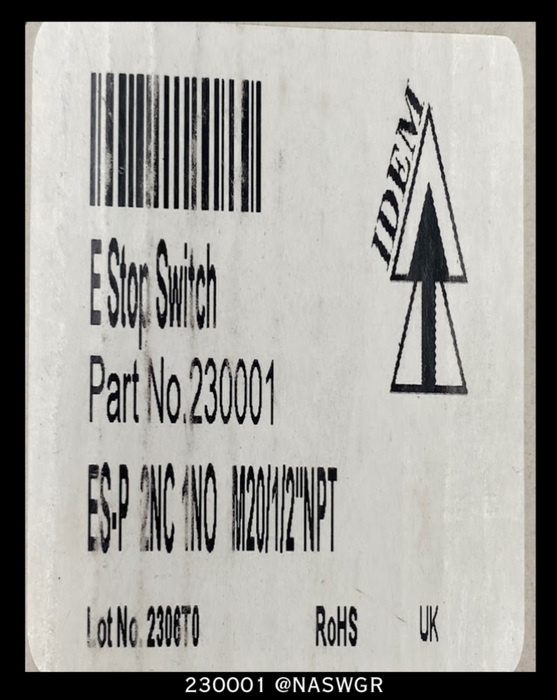 IDEM
E Stop Switch
Part No.230001
ES-P 2NC 1NO M20/1/2"NPT
Lot No. 2306T0
RoHS
UK
230001 @NASWGR